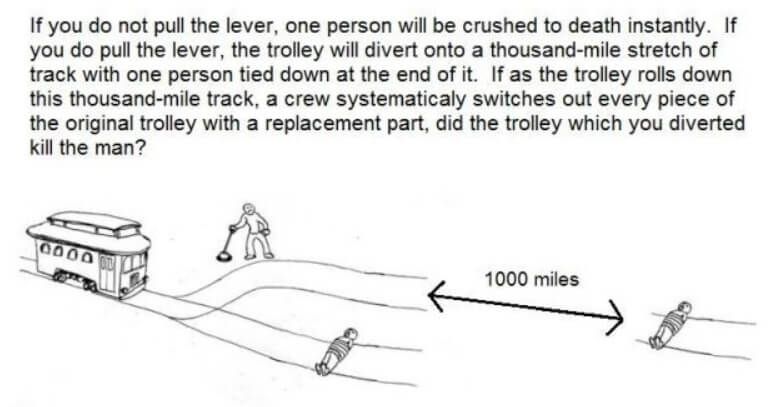 If you do not pull the lever, one person will be crushed to death instantly.  If
you do pull the lever, the trolley will divert onto a thousand-mile stretch of
track with one person tied down at the end of it.  If as the trolley rolls down
this thousand-mile track, a crew systematicaly switches out every piece of
the original trolley with a replacement part, did the trolley which you diverted
kill the man?
1000 miles